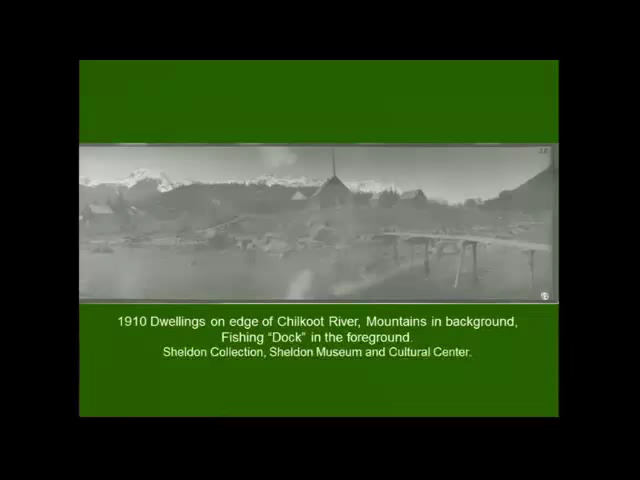 1910 Dwellings on edge of Chilkoot River, Mountains in background,
Fishing “Dock” in the foreground.
Sheldon Collection, Sheldon Museum and Cultural Center.